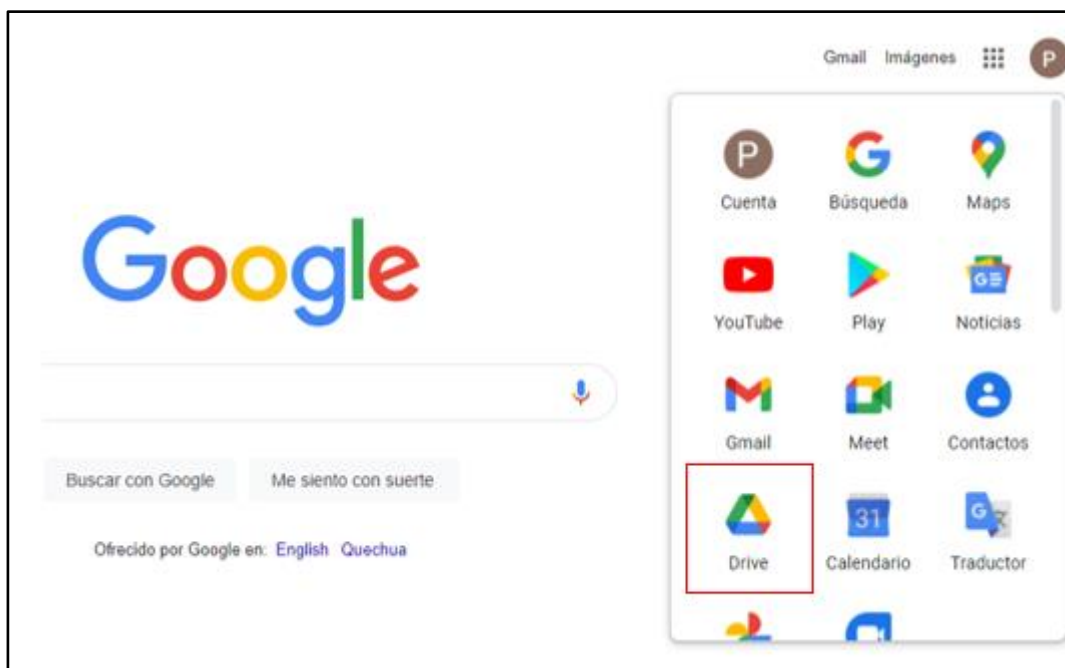 Gmail Imágenes P
P G
Cuenta Búsqueda Maps
Google
GE
YouTube Play Noticias
Gmail Meet Contactos
Buscar con Google Me siento con suerte
31 G
Drive Calendario Traductor
Ofrecido por Google en: English Quechua